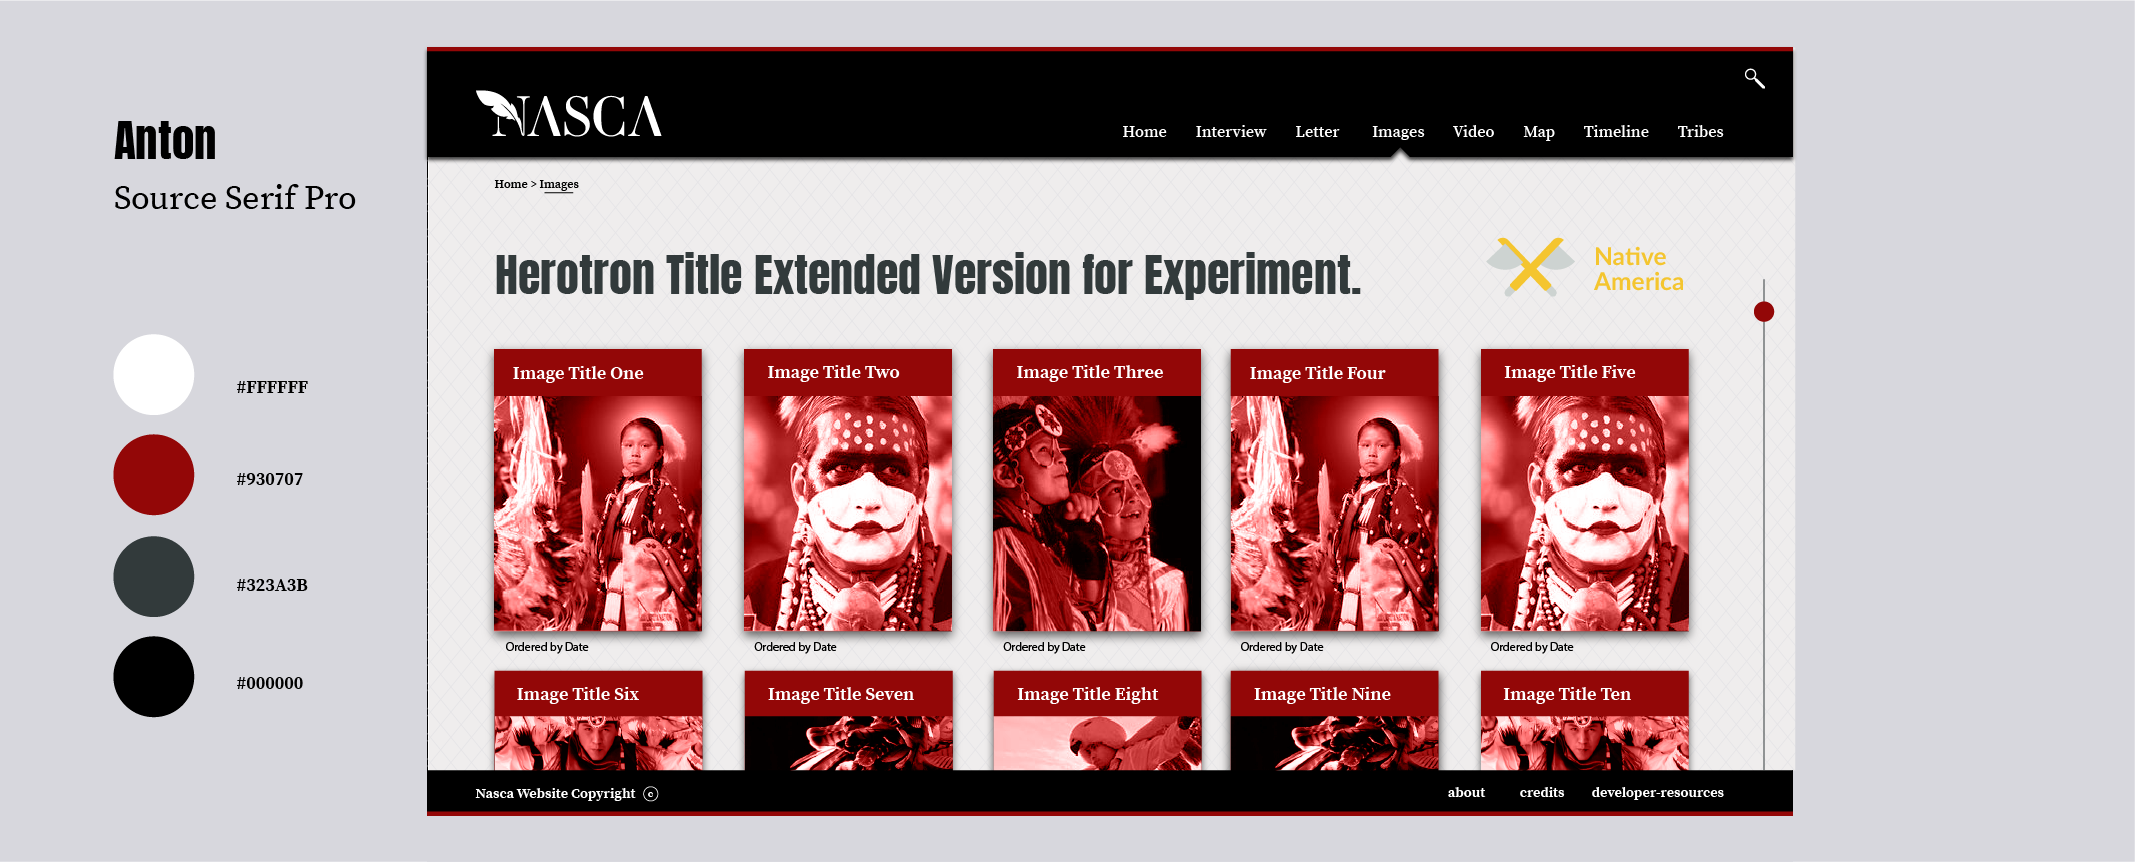 Anton
Source Serif Pro
#FFFFFF
#930707
#323A3B
#000000
NASCA
Home Interview Letter Images Video Map Timeline Tribes
Home > Images
Herotron Title Extended Version for Experiment.
Native
America
Image Title One
Image Title Two
Image Title Three
Image Title Four
Image Title Five
Ordered by Date
Ordered by Date
Ordered by Date
Ordered by Date
Ordered by Date
Image Title Six
Image Title Seven
Image Title Eight
Image Title Nine
Image Title Ten
Nasca Website Copyright ©
about credits developer-resources